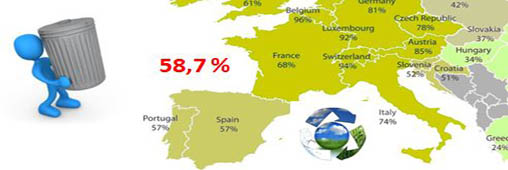 61%
Belgium
96%
Germany
81%
42%
Luxembourg
92%
Czech Republic
78%
Slovakia
37%
Austria
85%
Hungary
34%
58,7 %
France
68%
Switzerland
94%
Slovenia
52%
Croatia
51%
Portugal
57%
Spain
57%
Italy
74%
Greec
24%